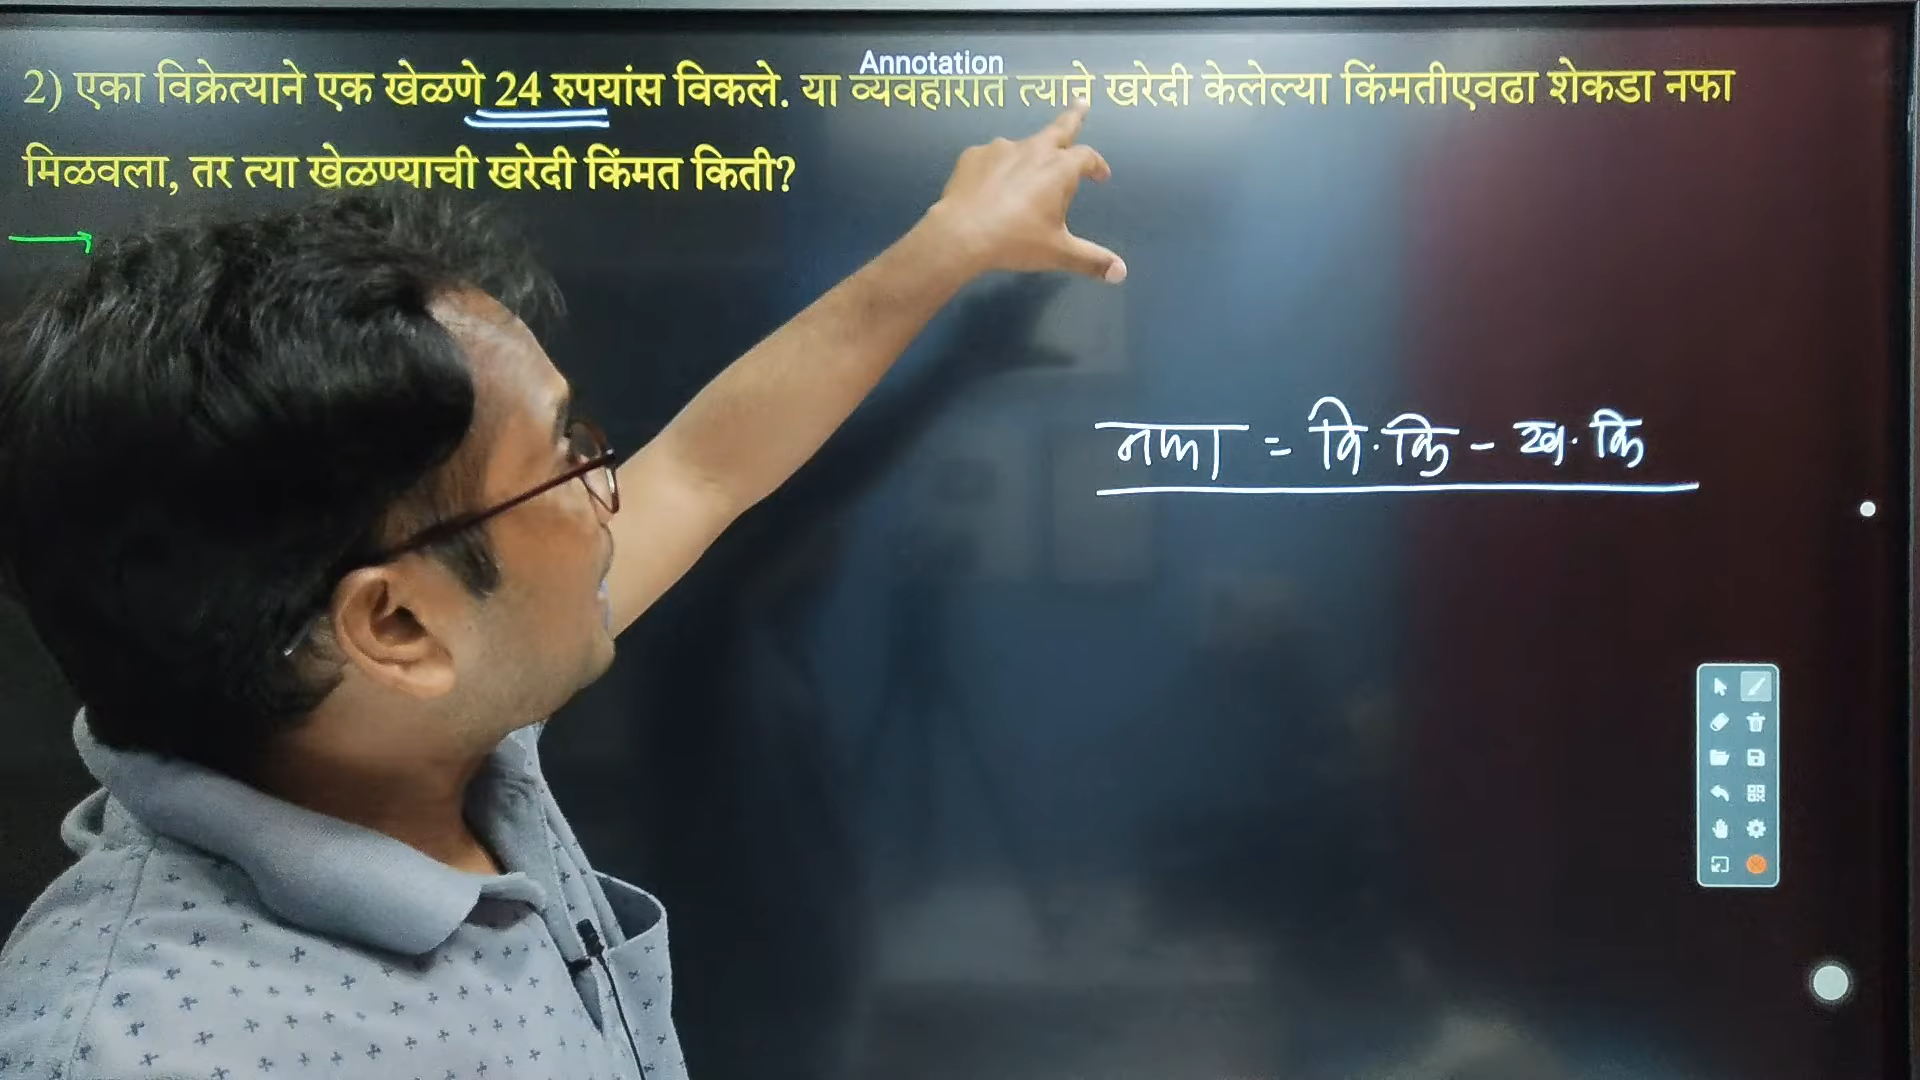 Annotation
2) एका विक्रेत्याने एक खेळणे 24 रुपयांस विकले. या व्यवहारात त्याने खरेदी केलेल्या किंमतीएवढा शेकडा नफा
मिळवला, तर त्या खेळण्याची खरेदी किंमत किती?
नफा = वि.कि - ख. कि